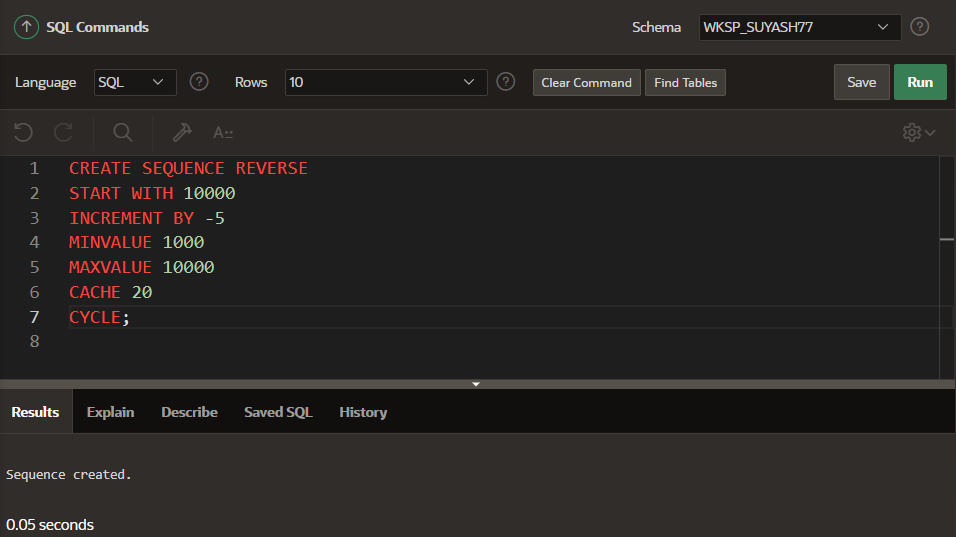 SQL Commands Schema WKSP_SUYASH77 ?
Language SQL ? Rows 10 ? Clear Command Find Tables Save Run
A::
1 CREATE SEQUENCE REVERSE
2 START WITH 10000
3 INCREMENT BY -5
4 MINVALUE 1000
5 MAXVALUE 10000
6 CACHE 20
7 CYCLE;
8
Results Explain Describe Saved SQL History
Sequence created.
0.05 seconds